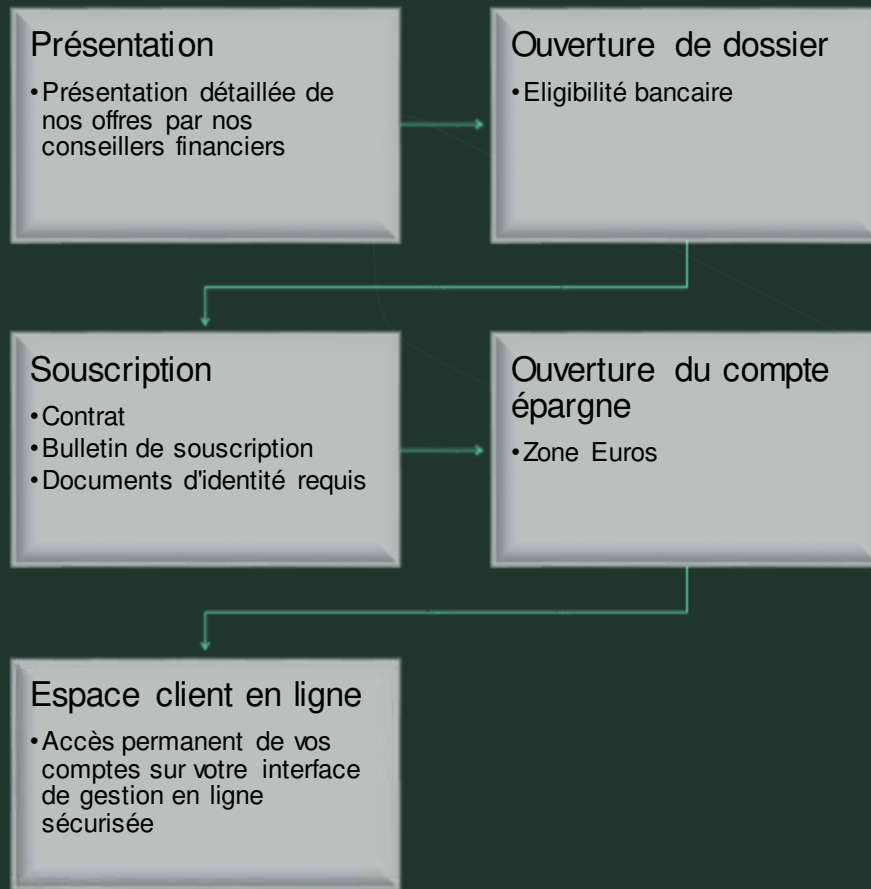 Présentation
•Présentation détaillée de
nos offres par nos
conseillers financiers
Ouverture de dossier
•Eligibilité bancaire
Souscription
•Contrat
•Bulletin de souscription
•Documents d'identité requis
Ouverture du compte
épargne
•Zone Euros
Espace client en ligne
•Accès permanent de vos
comptes sur votre interface
de gestion en ligne
sécurisée